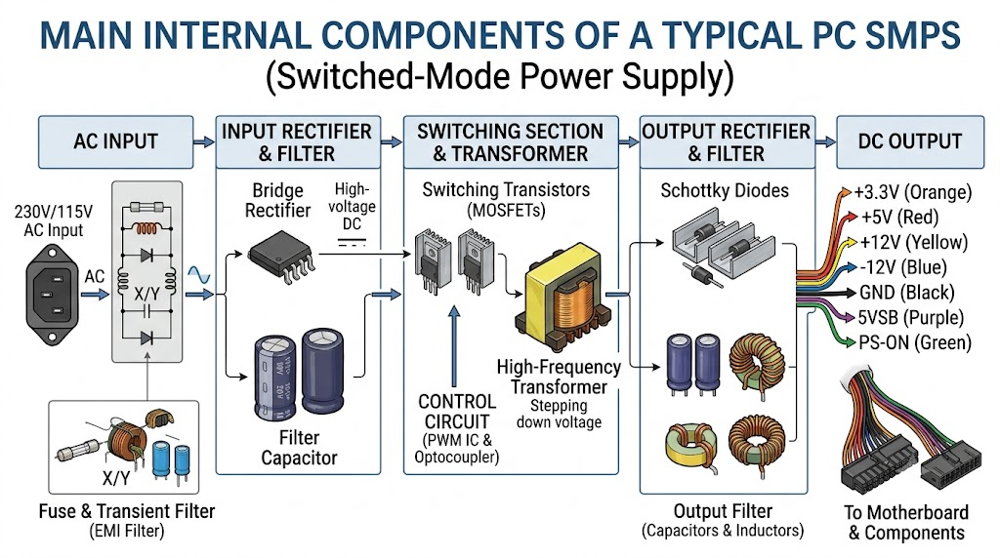 MAIN INTERNAL COMPONENTS OF A TYPICAL PC SMPS
(Switched-Mode Power Supply)
AC INPUT
INPUT RECTIFIER
& FILTER
SWITCHING SECTION
& TRANSFORMER
OUTPUT RECTIFIER
& FILTER
DC OUTPUT
230V/115V
AC Input
AC
X/Y
X/Y
Fuse & Transient Filter
(EMI Filter)
Bridge
Rectifier
High-
voltage
DC
Filter
Capacitor
Switching Transistors
(MOSFETs)
High-Frequency
Transformer
Stepping
down voltage
CONTROL
CIRCUIT
(PWM IC &
Optocoupler)
Schottky Diodes
Output Filter
(Capacitors & Inductors)
+3.3V (Orange)
+5V (Red)
+12V (Yellow)
-12V (Blue)
GND (Black)
5VSB (Purple)
PS-ON (Green)
To Motherboard
& Components